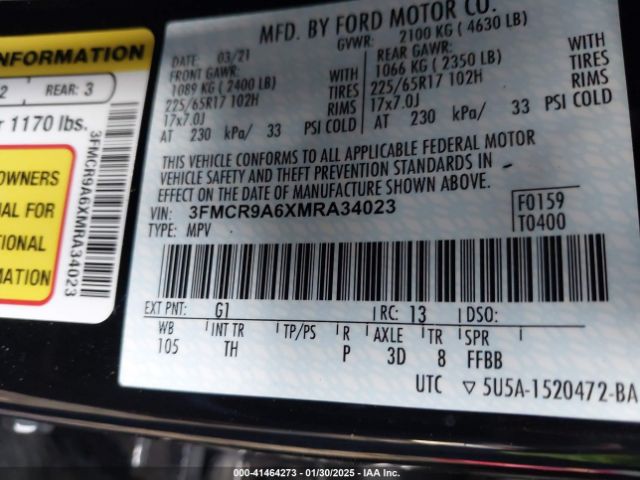 MFD. BY FORD MOTOR CO.
DATE: 03/21
GVWR: 2100 KG ( 4630 LB)
FRONT GAWR:
REAR GAWR:
1089 KG ( 2400 LB) WITH
1066 KG ( 2350 LB) WITH
225/65R17 102H TIRES
225/65R17 102H TIRES
17x7.0J RIMS
17x7.0J RIMS
AT 230 kPa/ 33 PSI COLD
AT 230 kPa/ 33 PSI COLD
THIS VEHICLE CONFORMS TO ALL APPLICABLE FEDERAL MOTOR
VEHICLE SAFETY AND THEFT PREVENTION STANDARDS IN
EFFECT ON THE DATE OF MANUFACTURE SHOWN ABOVE.
VIN: 3FMCR9A6XMRA34023
TYPE: MPV
F0159
T0400
EXT PNT: G1 RC: 13 DSO:
WB INT TR TP/PS R AXLE TR SPR
105 TH P 3D 8 FFBB
UTC ▽ 5U5A-1520472-BA
INFORMATION
2 REAR: 3
r 1170 lbs.
OWNERS
AL FOR
TIONAL
MATION
3FMCR9A6XMRA34023
000-41464273 - 01/30/2025 - IAA Inc.